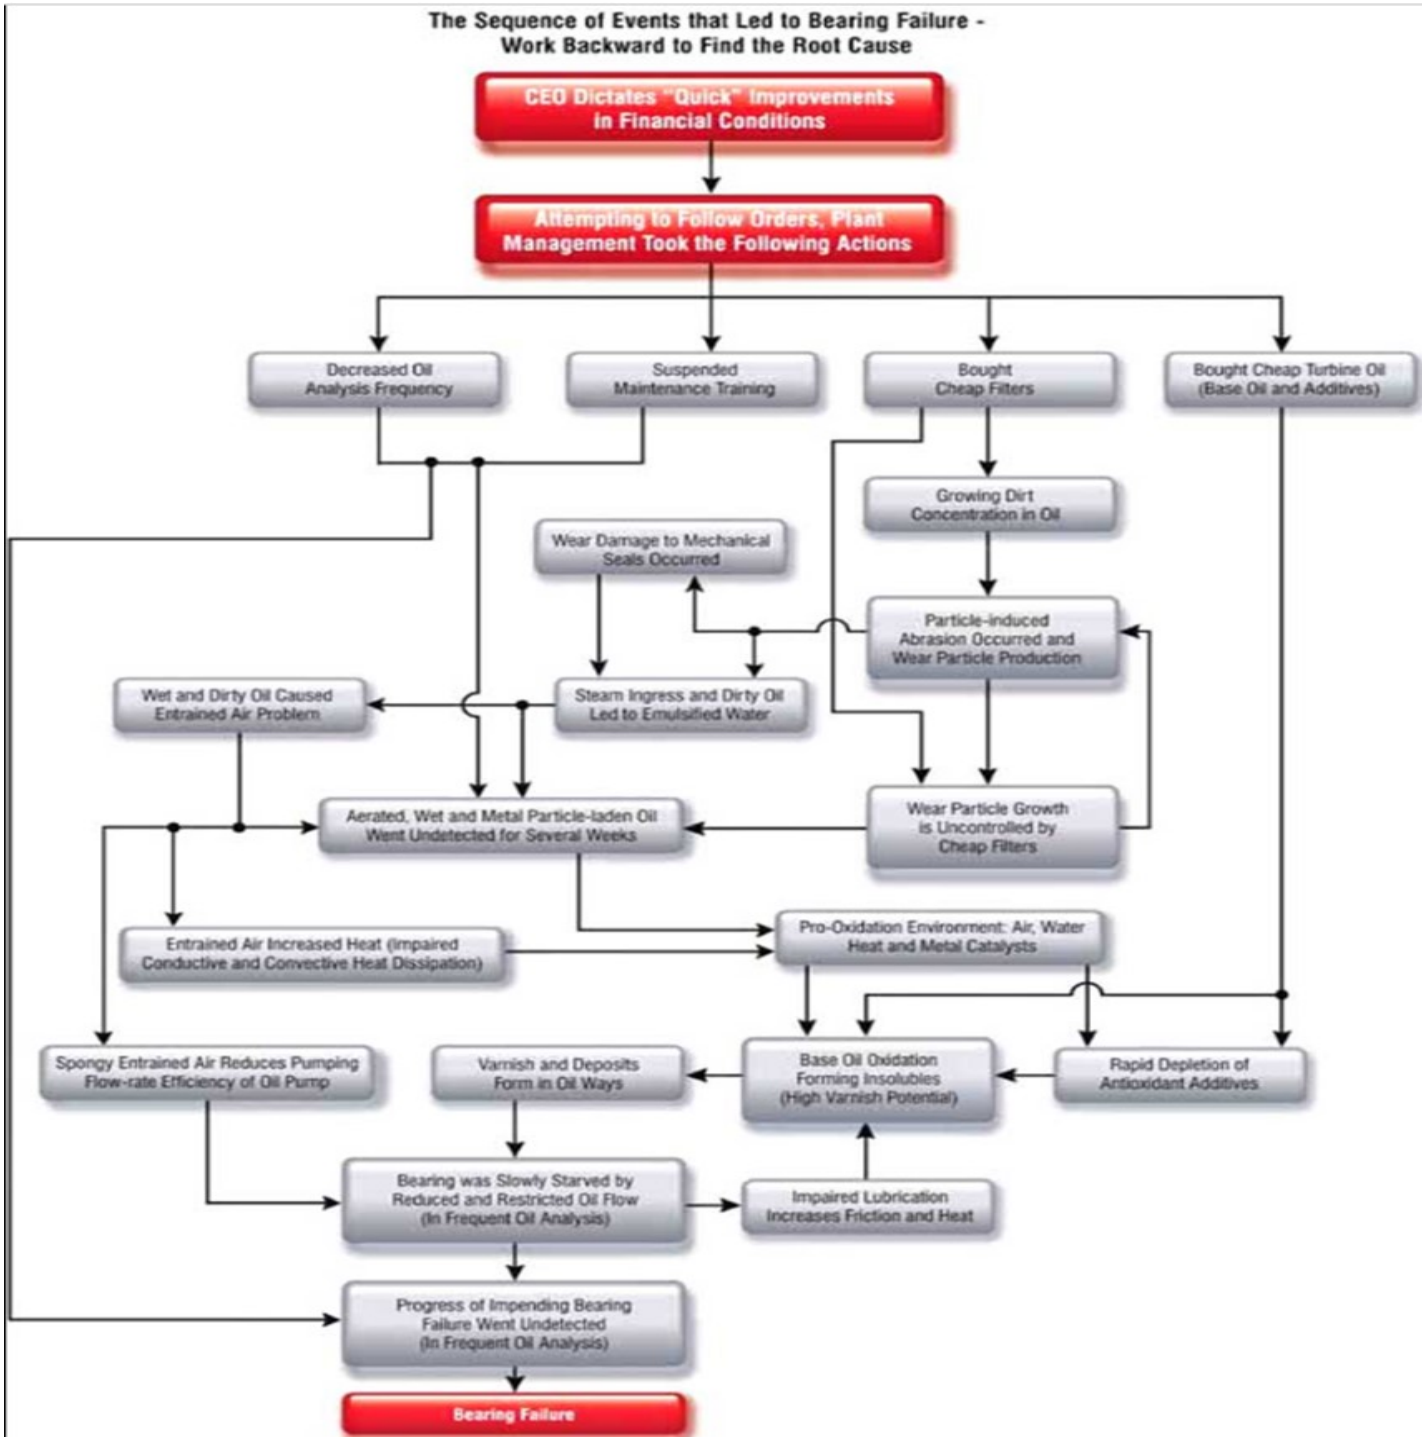 The Sequence of Events that Led to Bearing Failure -
Work Backward to Find the Root Cause
CEO Dictates "Quick" Improvements
in Financial Conditions
Attempting to Follow Orders, Plant
Management Took the Following Actions
Decreased Oil
Analysis Frequency
Suspended
Maintenance Training
Bought
Cheap Filters
Bought Cheap Turbine Oil
(Base Oil and Additives)
Growing Dirt
Concentration in Oil
Wear Damage to Mechanical
Seals Occurred
Particle-induced
Abrasion Occurred and
Wear Particle Production
Wet and Dirty Oil Caused
Entrained Air Problem
Steam Ingress and Dirty Oil
Led to Emulsified Water
Aerated, Wet and Metal Particle-laden Oil
Went Undetected for Several Weeks
Wear Particle Growth
is Uncontrolled by
Cheap Filters
Entrained Air Increased Heat (Impaired
Conductive and Convective Heat Dissipation)
Pro-Oxidation Environment: Air, Water
Heat and Metal Catalysts
Spongy Entrained Air Reduces Pumping
Flow-rate Efficiency of Oil Pump
Varnish and Deposits
Form in Oil Ways
Base Oil Oxidation
Forming Insolubles
(High Varnish Potential)
Rapid Depletion of
Antioxidant Additives
Bearing was Slowly Starved by
Reduced and Restricted Oil Flow
(In Frequent Oil Analysis)
Impaired Lubrication
Increases Friction and Heat
Progress of Impending Bearing
Failure Went Undetected
(In Frequent Oil Analysis)
Bearing Failure